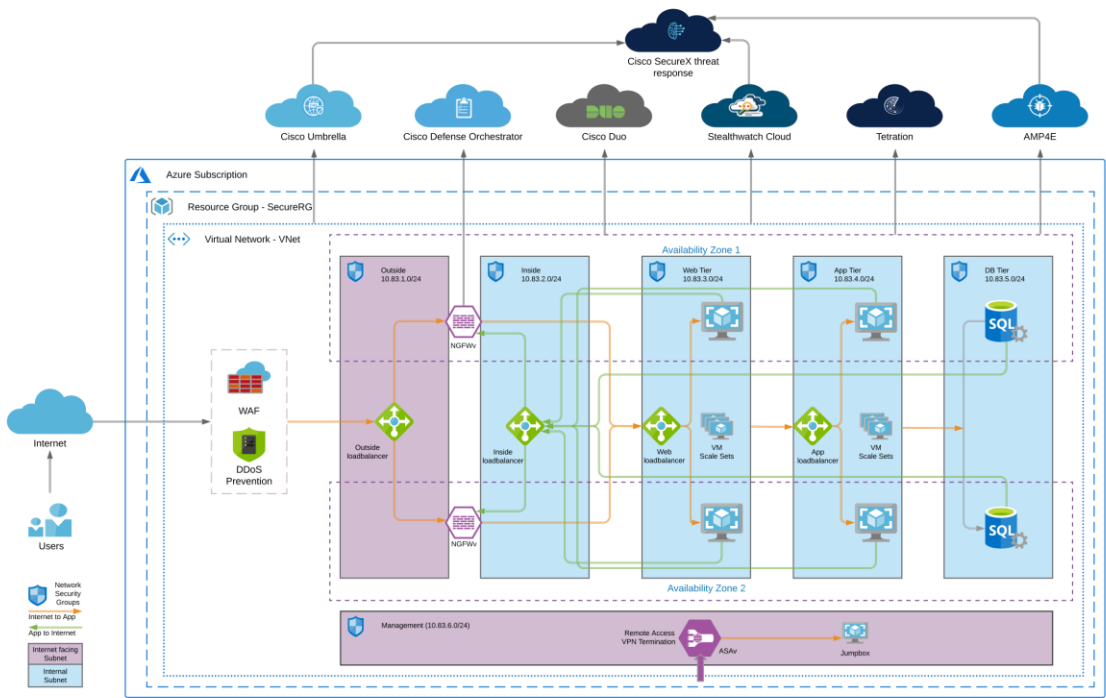 Cisco SecureX threat
response
Cisco Umbrella
Cisco Defense Orchestrator
DUO
Cisco Duo
Stealthwatch Cloud
Tetration
AMP4E
Azure Subscription
Resource Group - SecureRG
Virtual Network - VNet
Availability Zone 1
Outside
10.83.1.0/24
Inside
10.83.2.0/24
Web Tier
10.83.3.0/24
App Tier
10.83.4.0/24
DB Tier
10.83.5.0/24
NGFWv
SQL
WAF
DDoS
Prevention
Internet
Users
Outside
loadbalancer
Inside
loadbalancer
Web
loadbalancer
VM
Scale Sets
App
loadbalancer
VM
Scale Sets
NGFWv
SQL
Availability Zone 2
Management (10.83.6.0/24)
Remote Access
VPN Termination
ASAv
Jumpbox
Network
Security
Groups
Internet to App
App to Internet
Internet facing
Subnet
Internal
Subnet